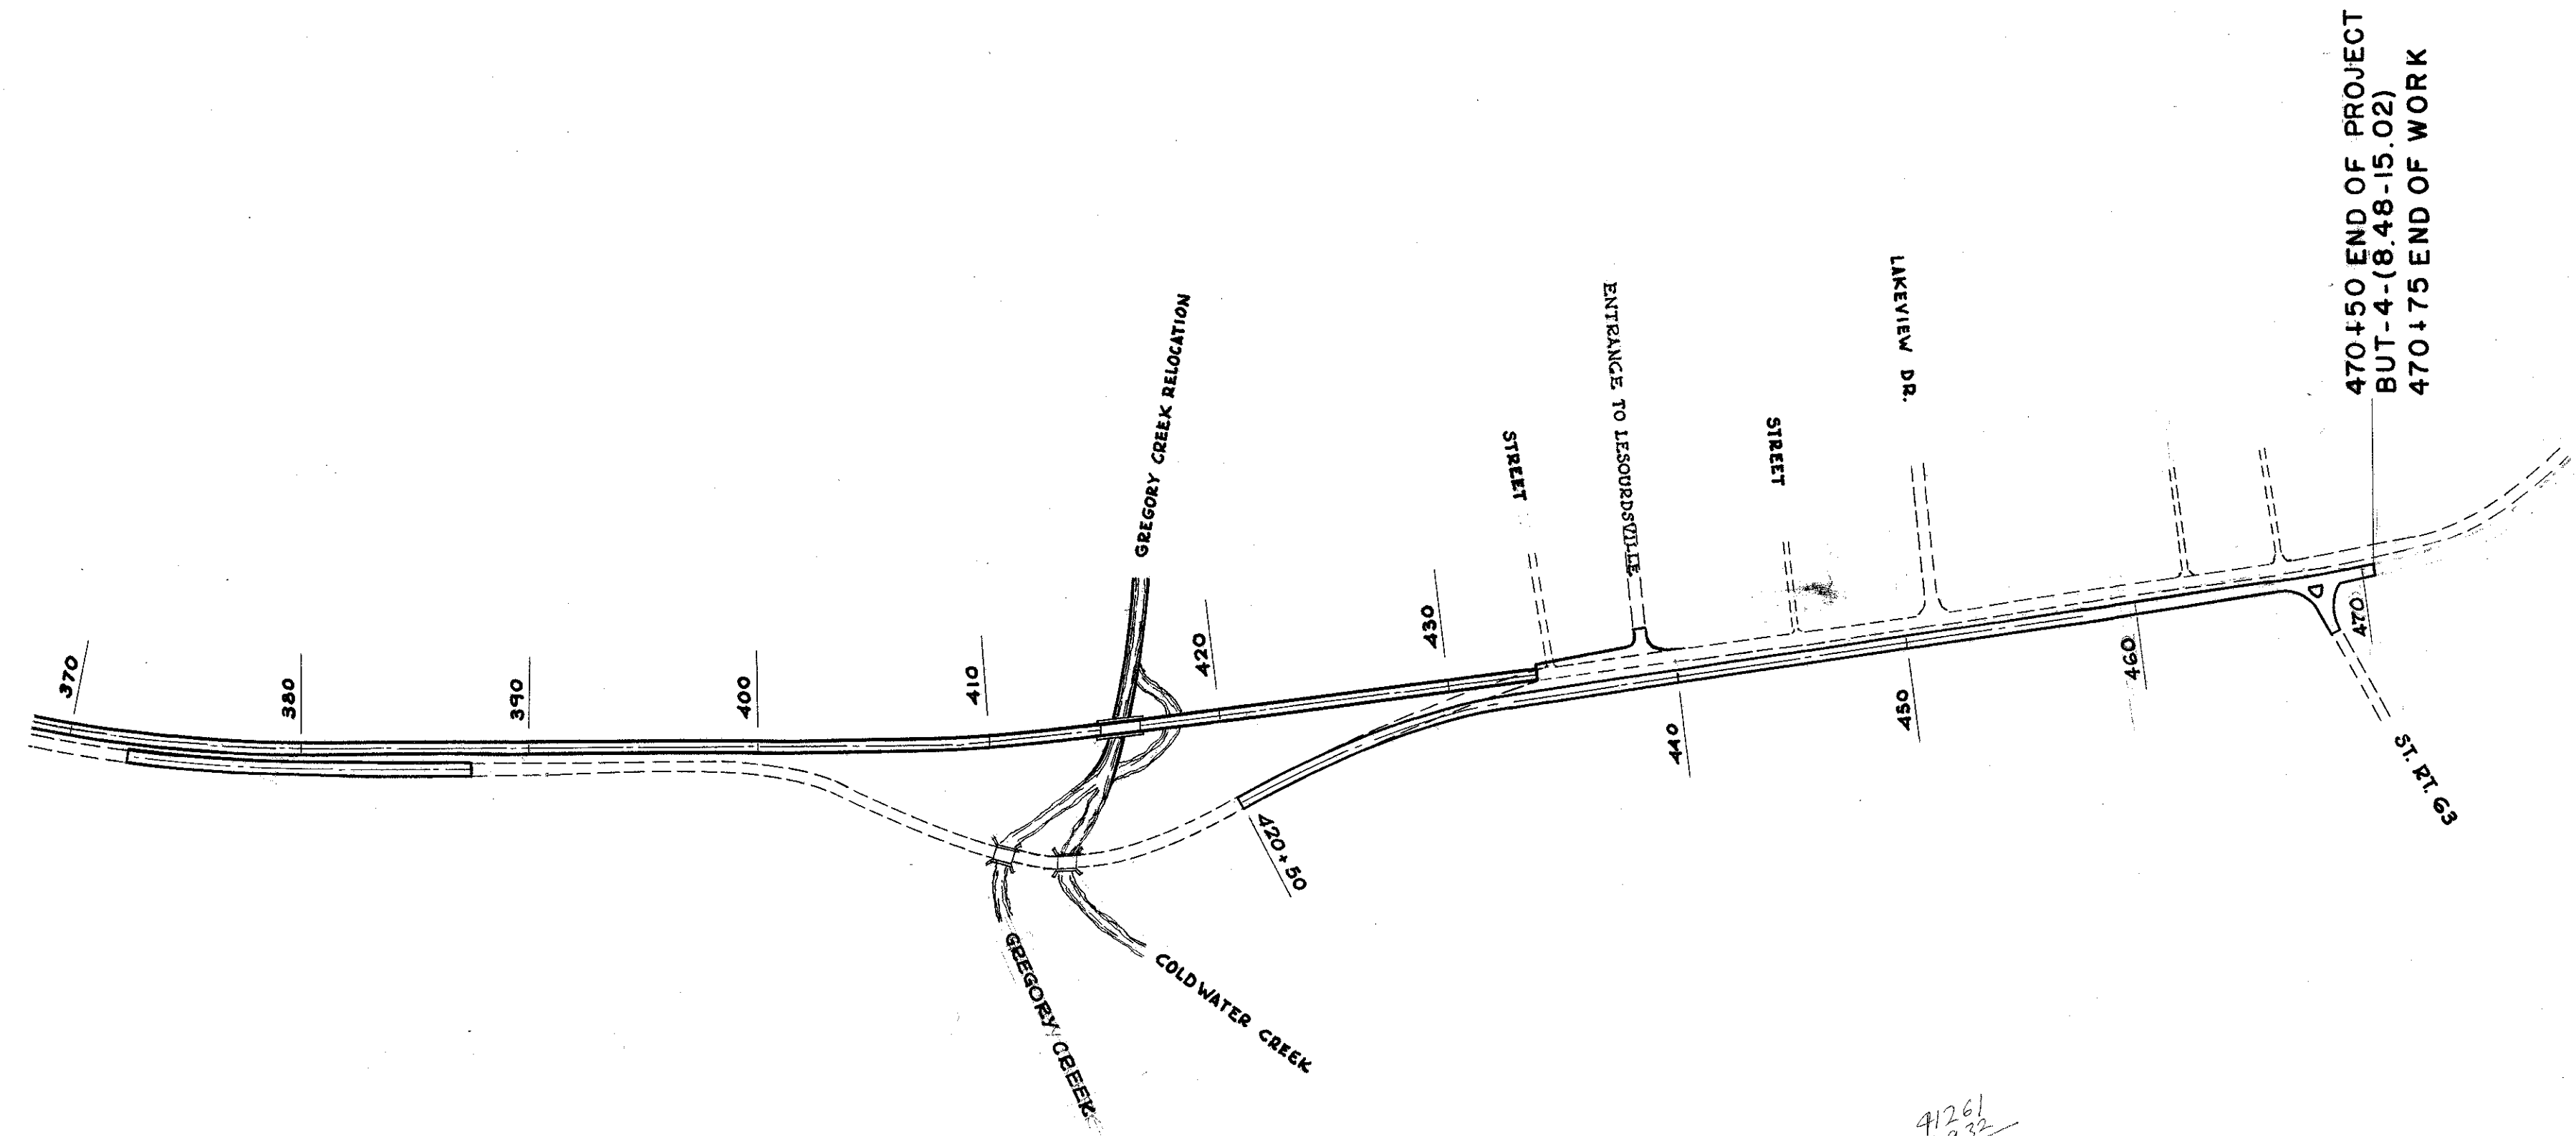 470+50 END OF PROJECT
BUT-4-(8.48-15.02)
470+75 END OF WORK
GREGORY CREEK RELOCATION
STREET
ENTRANCE TO LESOURDSVILLE
STREET
LAKEVIEW DR.
370
380
390
400
410
420
430
440
450
460
470
420+50
ST. RT. 63
GREGORY CREEK
COLDWATER CREEK
41261